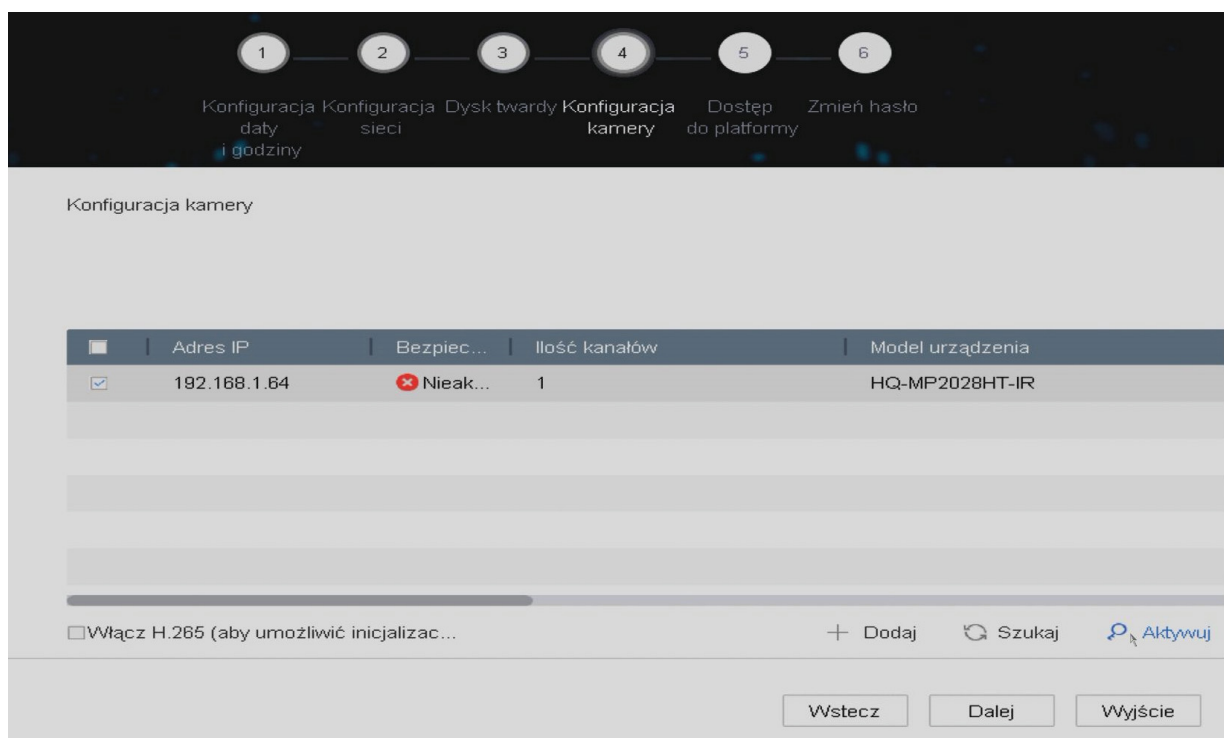 1 2 3 4 5 6
Konfiguracja Konfiguracja Dysk twardy Konfiguracja Dostęp Zmień hasło
daty sieci kamery do platformy
i godziny
Konfiguracja kamery
Adres IP Bezpiec... Ilość kanałów Model urządzenia
192.168.1.64 Nieak... 1 HQ-MP2028HT-IR
Włącz H.265 (aby umożliwić inicjalizac... Dodaj Szukaj Aktywuj
Wstecz Dalej Wyjście